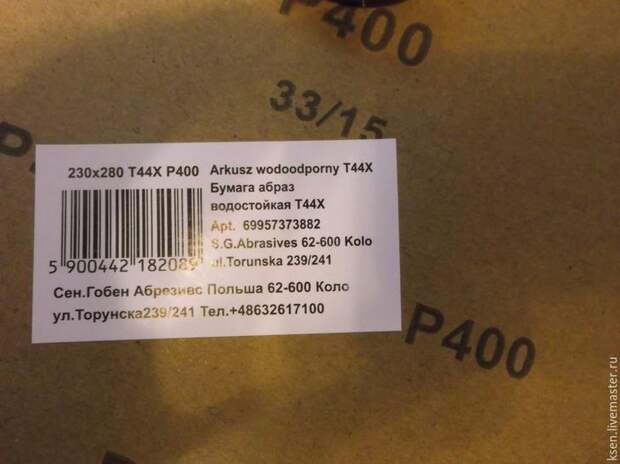 P400
33/15
P
230x280 T44X P400
Arkusz wodoodporny T44X
Бумага абраз
водостойкая T44X
Арт. 69957373882
S.G.Abrasives 62-600 Kolo
ul.Torunska 239/241
5 900442 182089
Сен.Гобен Абрезивс Польша 62-600 Коло
ул.Торунска239/241 Тел.+48632617100
P400
P
ksen.livemaster.ru